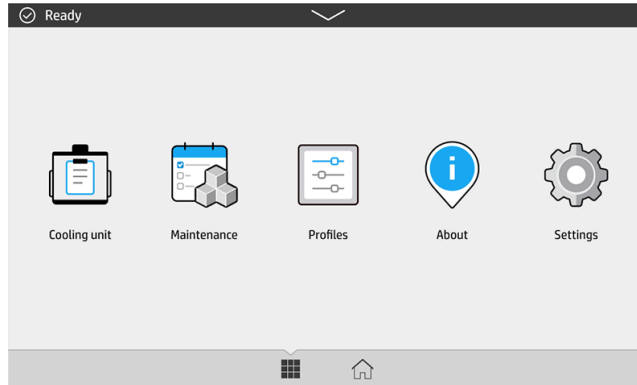 Ready
Cooling unit
Maintenance
Profiles
i
About
Settings